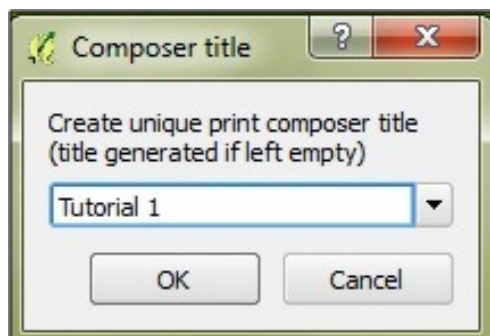 Composer title
Create unique print composer title
(title generated if left empty)
Tutorial 1
OK Cancel